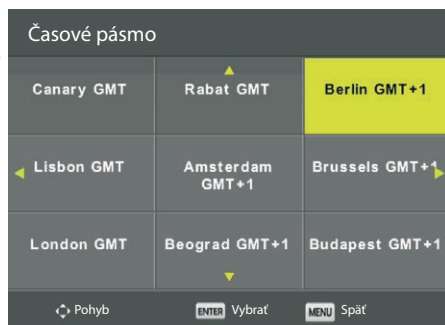 Časové pásmo
Canary GMT
Rabat GMT
Berlin GMT+1
Lisbon GMT
Amsterdam
GMT+1
Brussels GMT+1
London GMT
Beograd GMT+1
Budapest GMT+1
Pohyb
ENTER Vybrať
MENU Späť